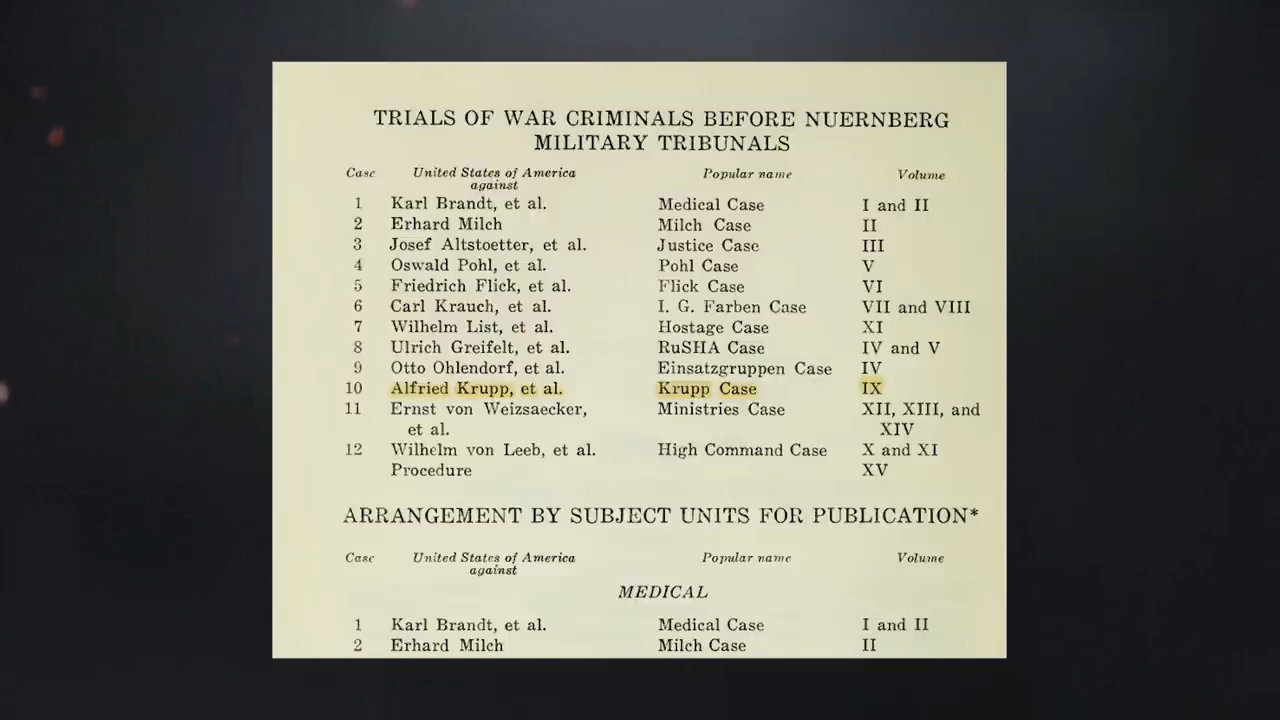 TRIALS OF WAR CRIMINALS BEFORE NUERNBERG
MILITARY TRIBUNALS
Case United States of America against Popular name Volume
1 Karl Brandt, et al. Medical Case I and II
2 Erhard Milch Milch Case II
3 Josef Altstoetter, et al. Justice Case III
4 Oswald Pohl, et al. Pohl Case V
5 Friedrich Flick, et al. Flick Case VI
6 Carl Krauch, et al. I. G. Farben Case VII and VIII
7 Wilhelm List, et al. Hostage Case XI
8 Ulrich Greifelt, et al. RuSHA Case IV and V
9 Otto Ohlendorf, et al. Einsatzgruppen Case IV
10 Alfried Krupp, et al. Krupp Case IX
11 Ernst von Weizsaecker, Ministries Case XII, XIII, and
et al. XIV
12 Wilhelm von Leeb, et al. High Command Case X and XI
Procedure XV
ARRANGEMENT BY SUBJECT UNITS FOR PUBLICATION*
Case United States of America against Popular name Volume
MEDICAL
1 Karl Brandt, et al. Medical Case I and II
2 Erhard Milch Milch Case II